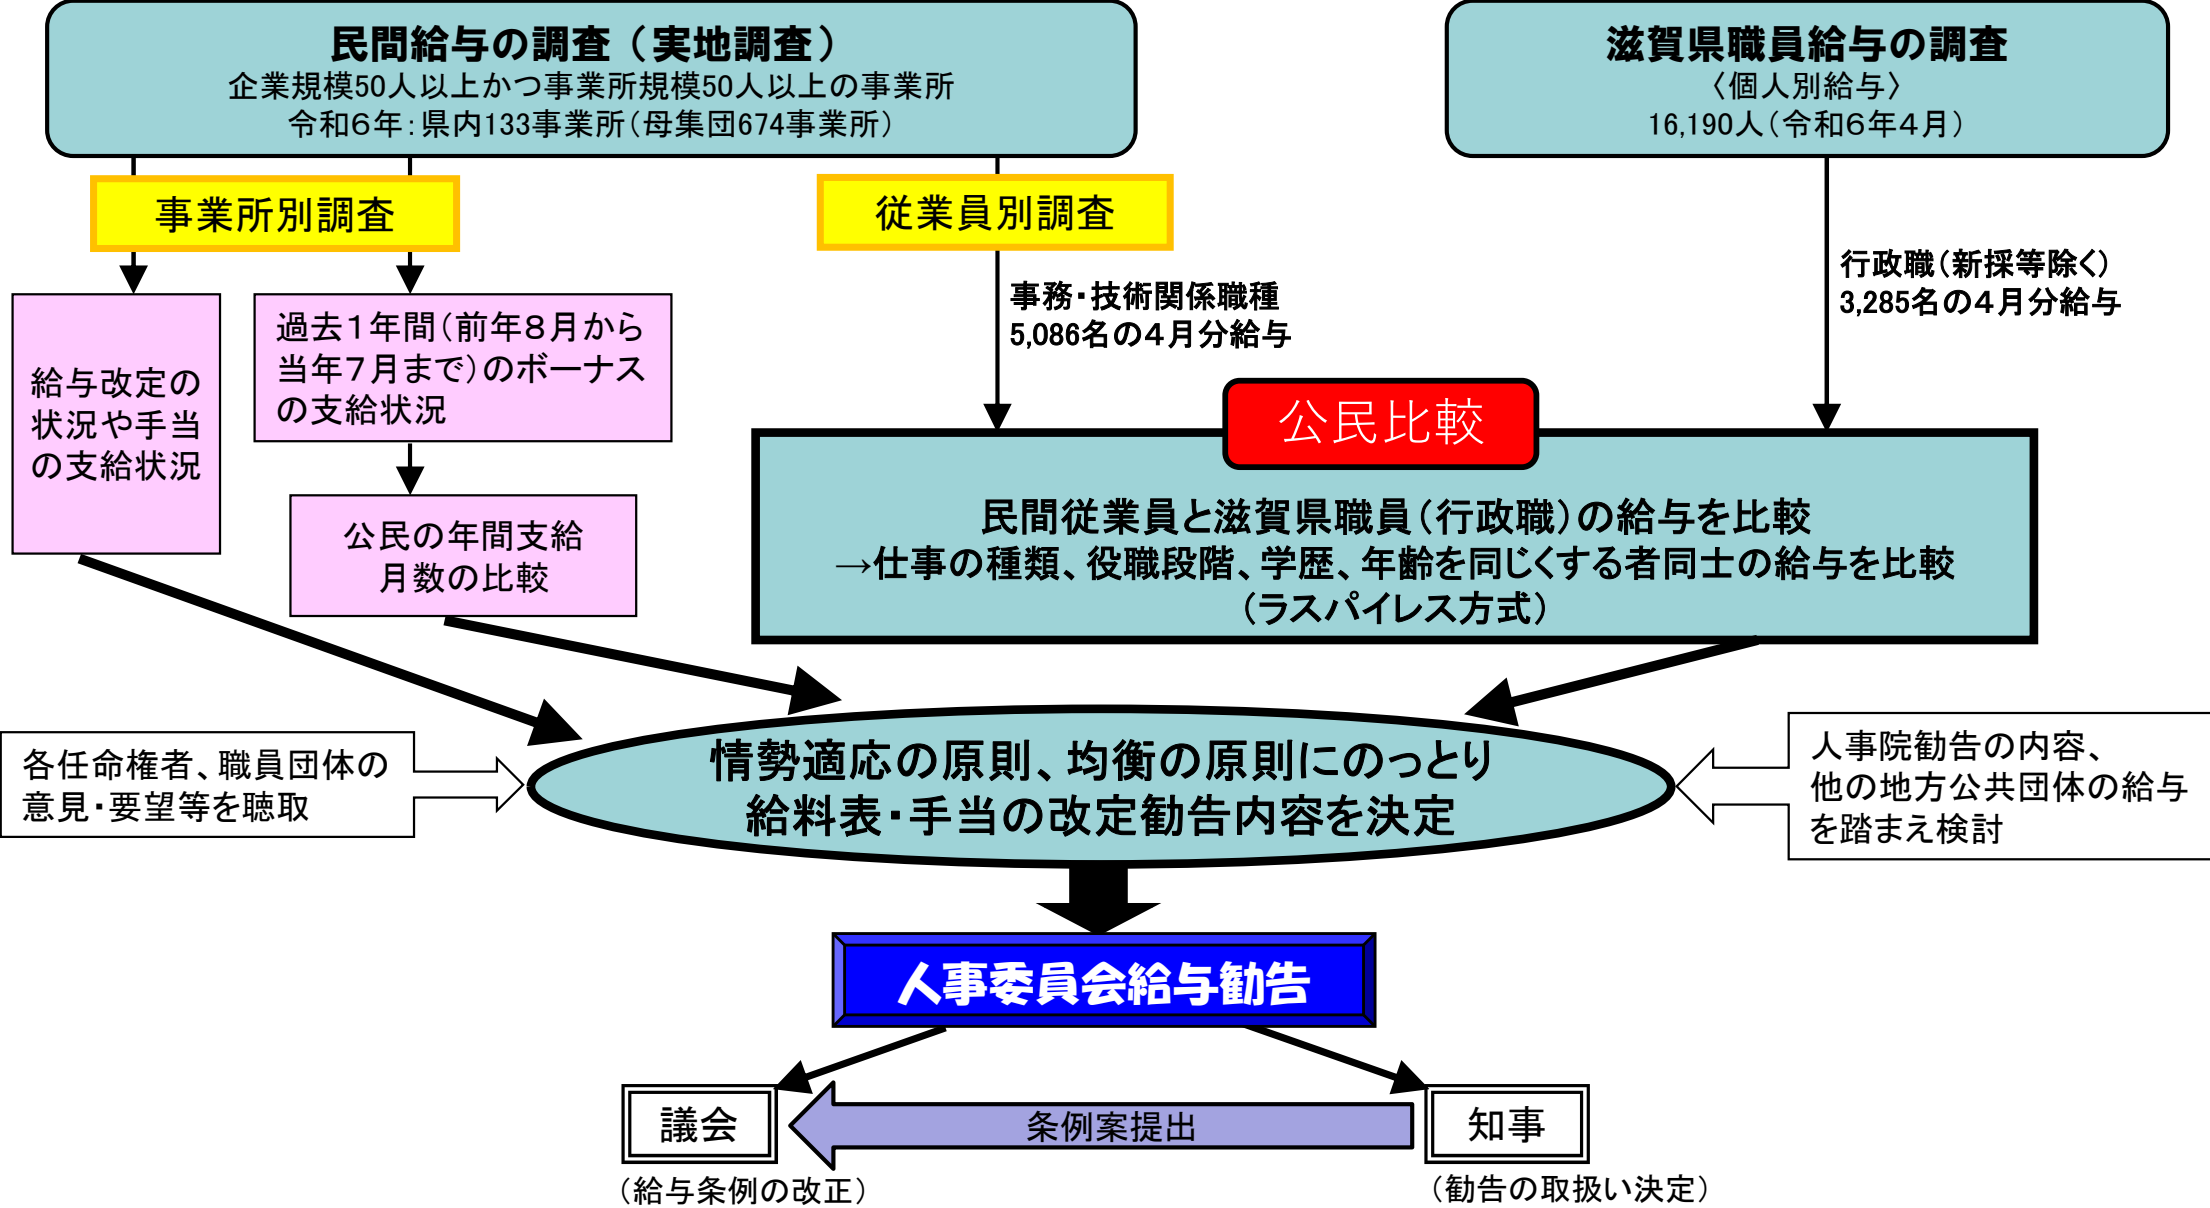 民間給与の調査（実地調査）
企業規模50人以上かつ事業所規模50人以上の事業所
令和６年：県内133事業所（母集団674事業所）
滋賀県職員給与の調査
〈個人別給与〉
16,190人（令和６年４月）
事業所別調査
従業員別調査
事務・技術関係職種
5,086名の４月分給与
行政職（新採等除く）
3,285名の４月分給与
給与改定の
状況や手当
の支給状況
過去１年間（前年８月から
当年７月まで）のボーナス
の支給状況
公民の年間支給
月数の比較
公民比較
民間従業員と滋賀県職員（行政職）の給与を比較
→仕事の種類、役職段階、学歴、年齢を同じくする者同士の給与を比較
（ラスパイレス方式）
各任命権者、職員団体の
意見・要望等を聴取
情勢適応の原則、均衡の原則にのっとり
給料表・手当の改定勧告内容を決定
人事院勧告の内容、
他の地方公共団体の給与
を踏まえ検討
人事委員会給与勧告
議会
条例案提出
知事
（給与条例の改正）
（勧告の取扱い決定）